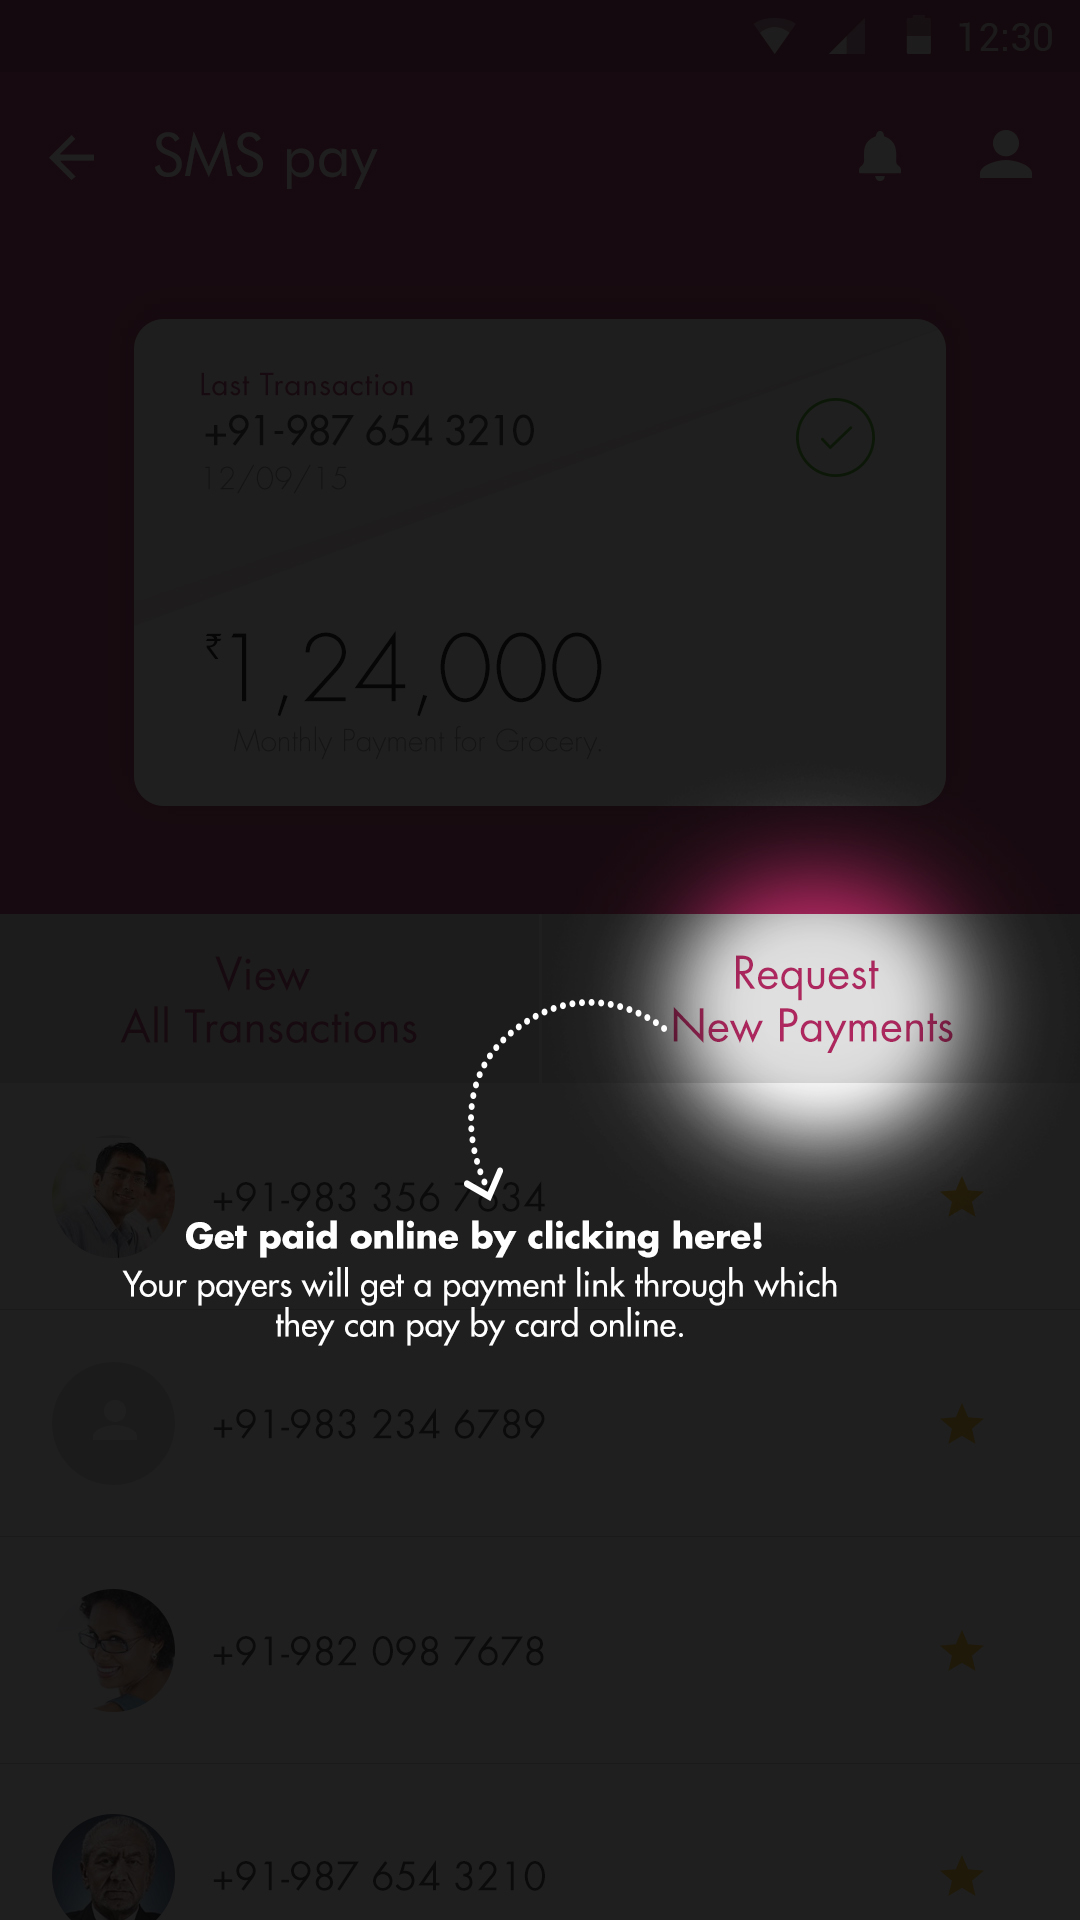 12:30
SMS pay
Last Transaction
+91-987 654 3210
12/09/15
₹1,24,000
Monthly Payment for Grocery.
View
All Transactions
Request
New Payments
+91-983 356 7834
Get paid online by clicking here!
Your payers will get a payment link through which
they can pay by card online.
+91-983 234 6789
+91-982 098 7678
+91-987 654 3210